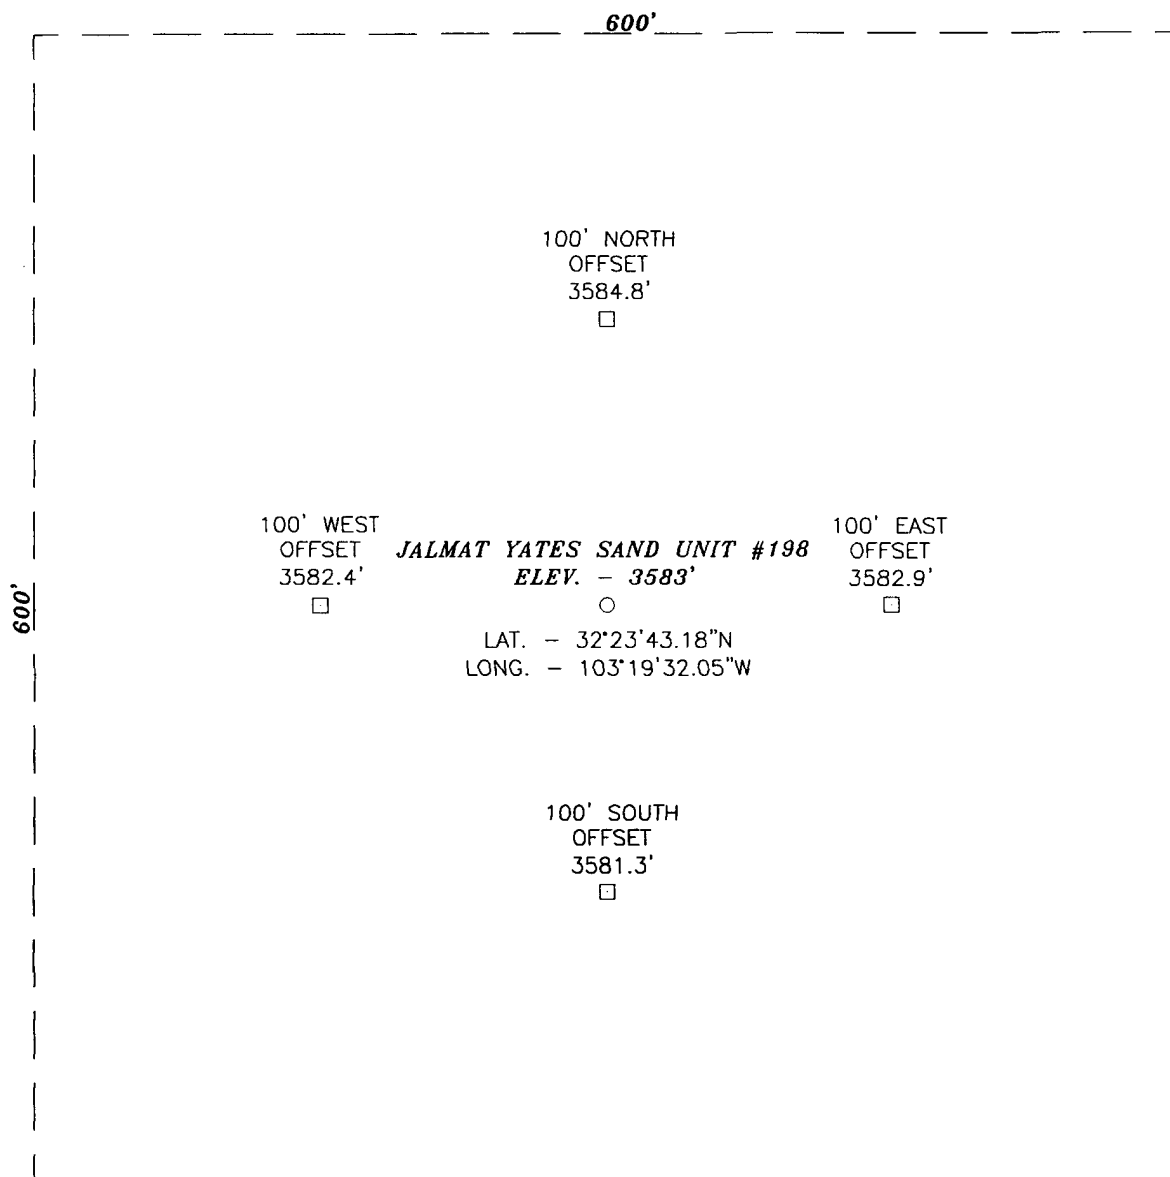 600'
100' NORTH
OFFSET
3584.8'
100' WEST
OFFSET
3582.4'
JALMAT YATES SAND UNIT #198
ELEV. - 3583'
100' EAST
OFFSET
3582.9'
600'
LAT. - 32°23'43.18"N
LONG. - 103°19'32.05"W
100' SOUTH
OFFSET
3581.3'